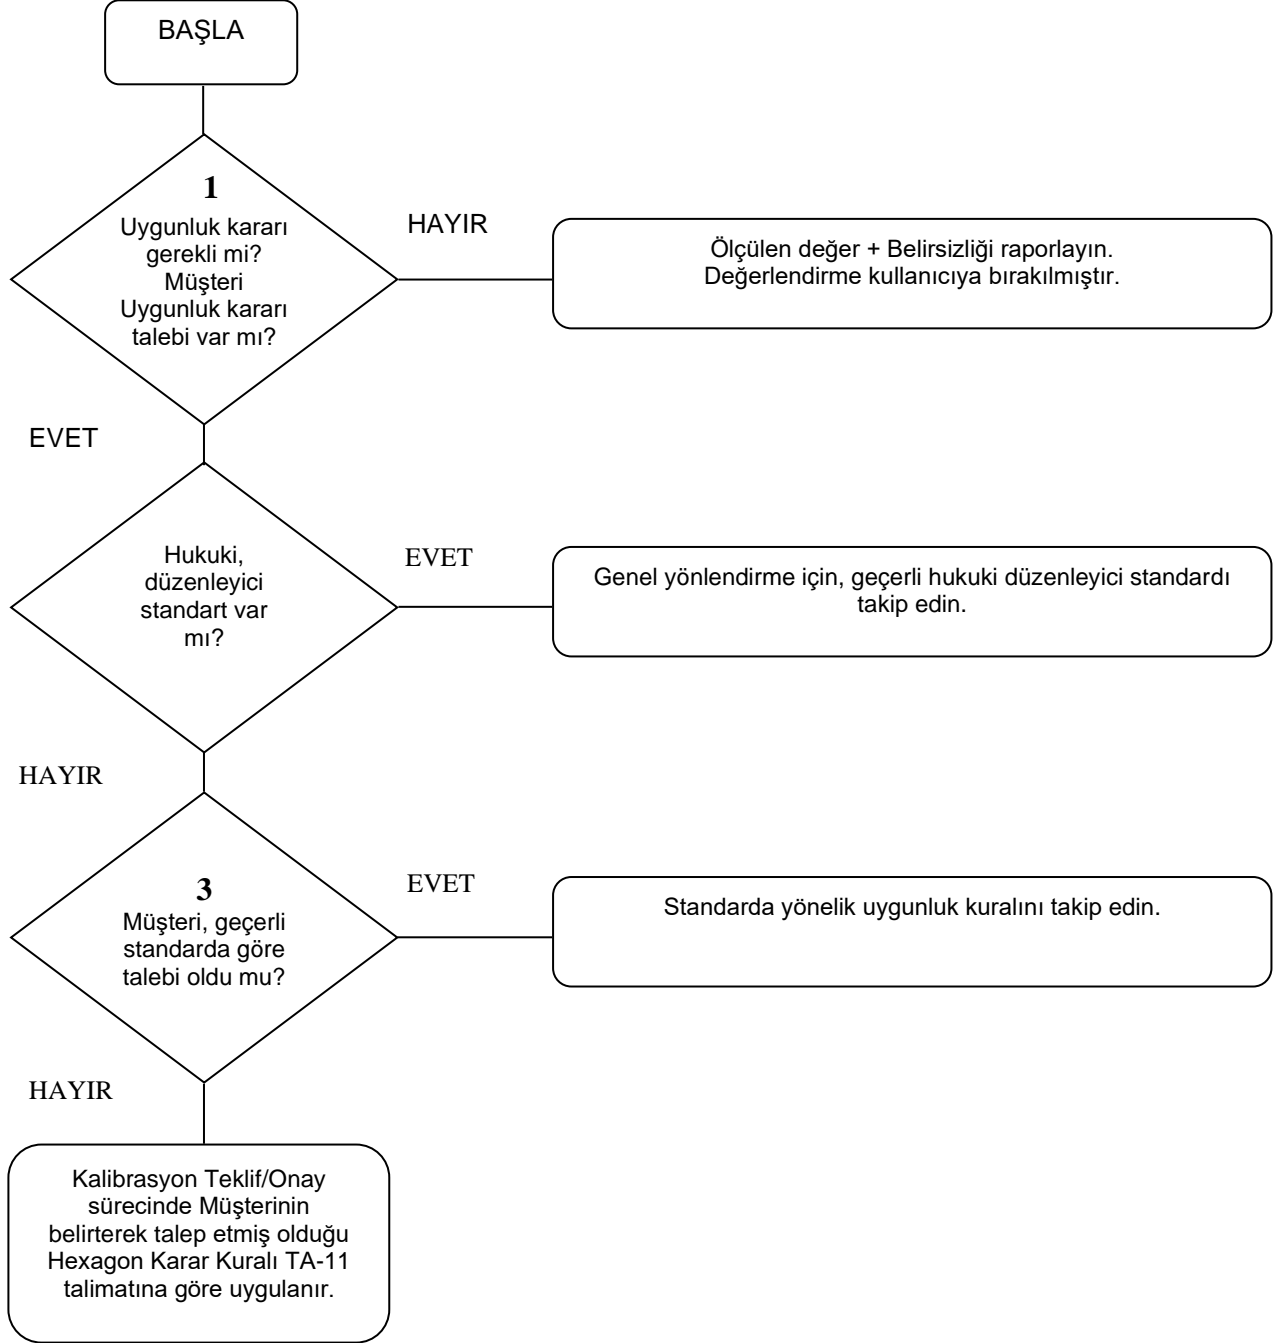 BAŞLA
1
Uygunluk kararı
gerekli mi?
Müşteri
Uygunluk kararı
talebi var mı?
HAYIR
Ölçülen değer + Belirsizliği raporlayın.
Değerlendirme kullanıcıya bırakılmıştır.
EVET
Hukuki,
düzenleyici
standart var
mı?
EVET
Genel yönlendirme için, geçerli hukuki düzenleyici standardı
takip edin.
HAYIR
3
Müşteri, geçerli
standarda göre
talebi oldu mu?
EVET
Standarda yönelik uygunluk kuralını takip edin.
HAYIR
Kalibrasyon Teklif/Onay
sürecinde Müşterinin
belirterek talep etmiş olduğu
Hexagon Karar Kuralı TA-11
talimatına göre uygulanır.